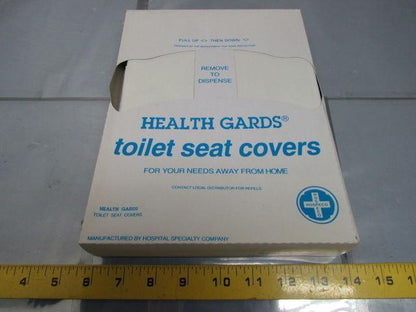 PULL UP THEN DOWN
REMOVE
TO
DISPENSE
HEALTH GARDS®
toilet seat covers
FOR YOUR NEEDS AWAY FROM HOME
CONTACT LOCAL DISTRIBUTOR FOR REFILLS
HEALTH GARDS
TOILET SEAT COVERS
HOSPECO
MANUFACTURED BY HOSPITAL SPECIALTY COMPANY
4 5 6 7 8 9 10 11 12 13 14 15